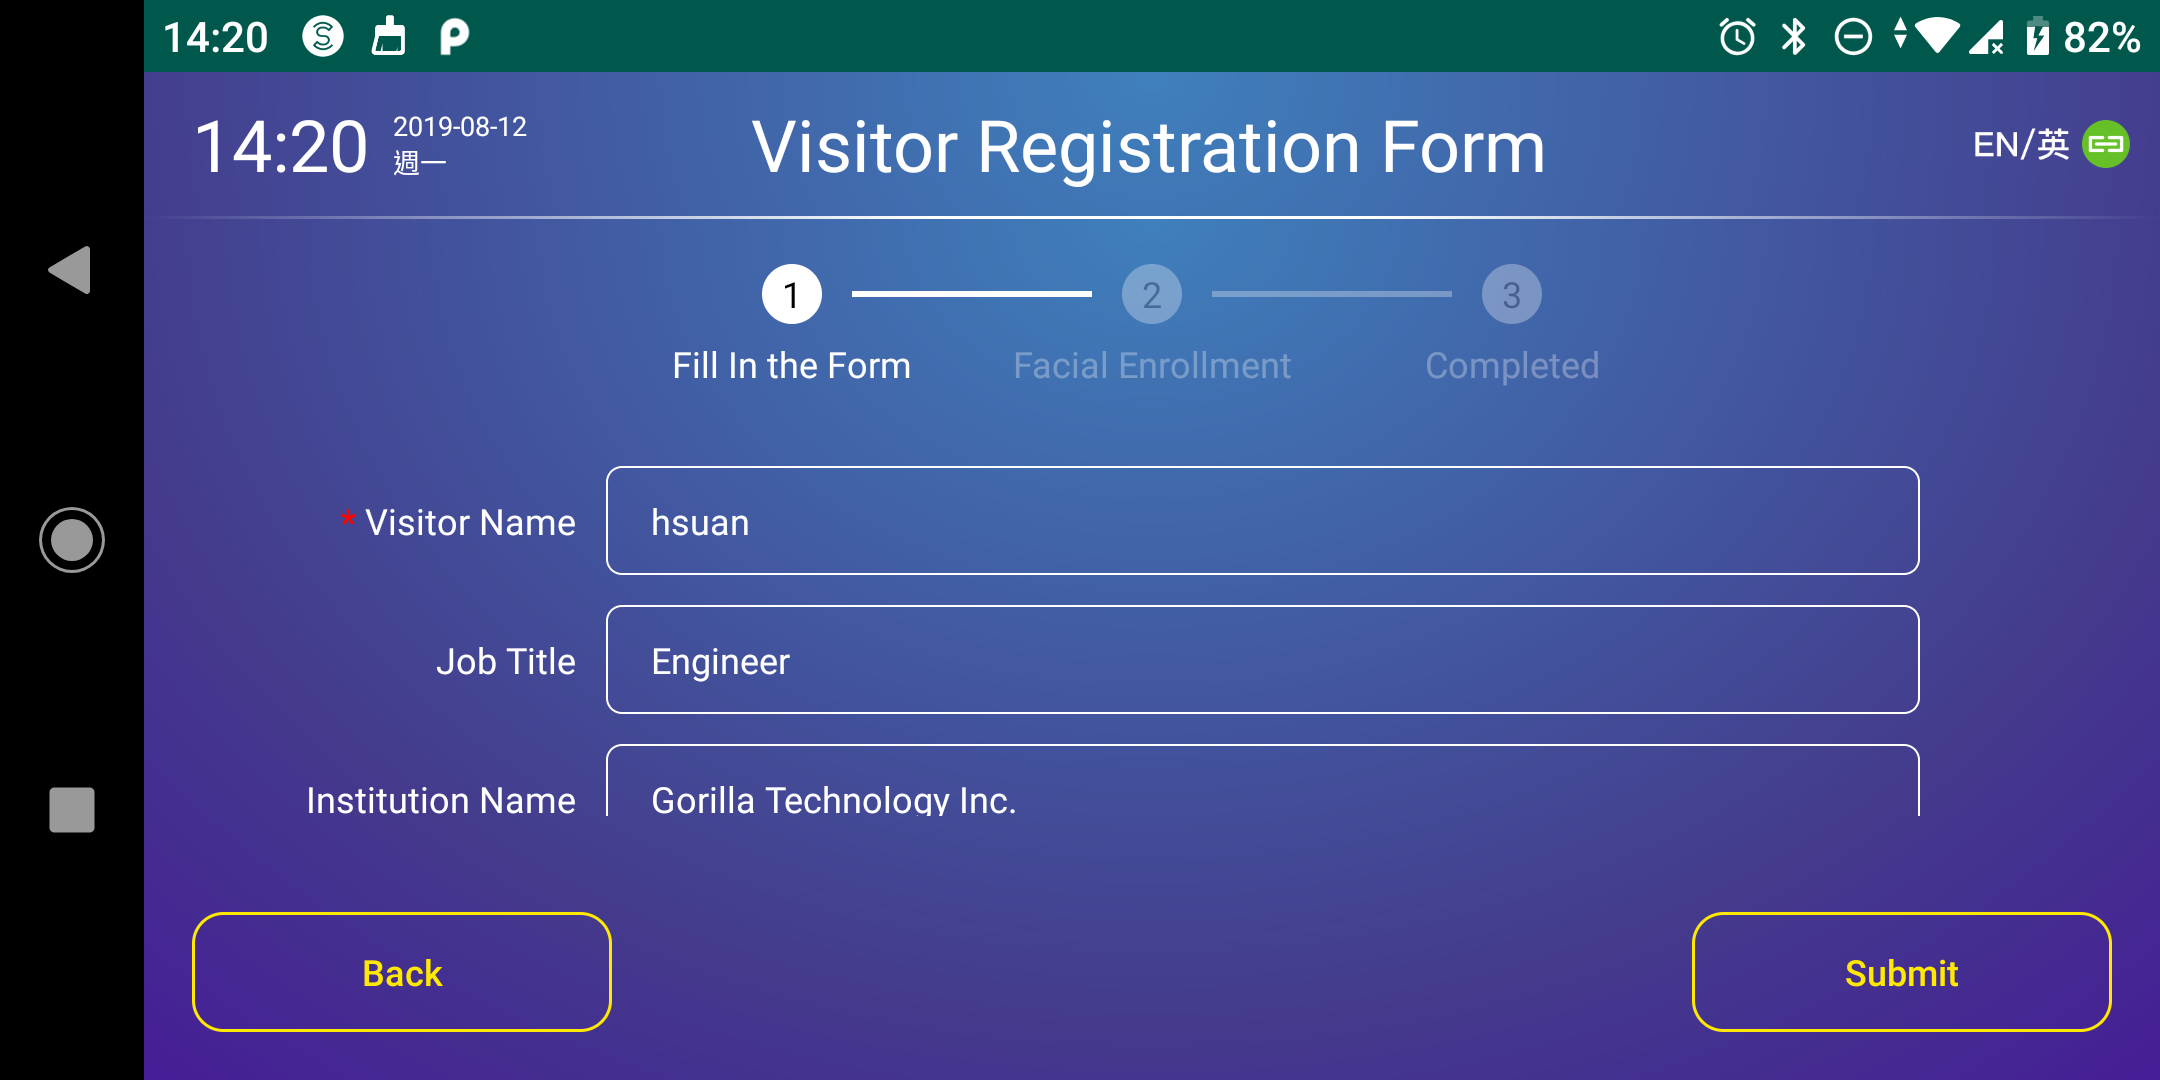 14:20
82%
14:20
2019-08-12
週一
Visitor Registration Form
EN/英
1
2
3
Fill In the Form
Facial Enrollment
Completed
* Visitor Name
hsuan
Job Title
Engineer
Institution Name
Gorilla Technology Inc.
Back
Submit